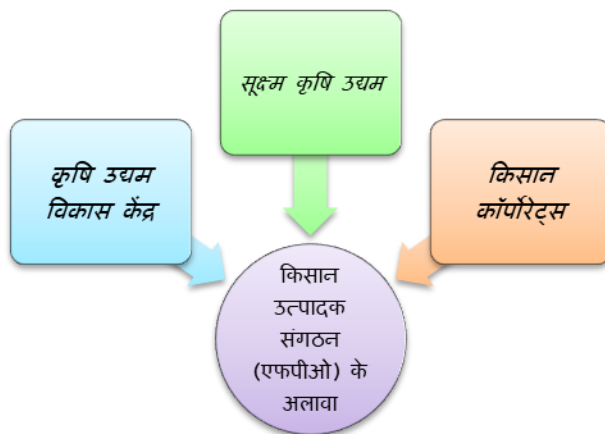 सूक्ष्म कृषि उद्यम
कृषि उद्यम
विकास केंद्र
किसान
कॉर्पोरेट्स
किसान
उत्पादक
संगठन
(एफपीओ) के
अलावा